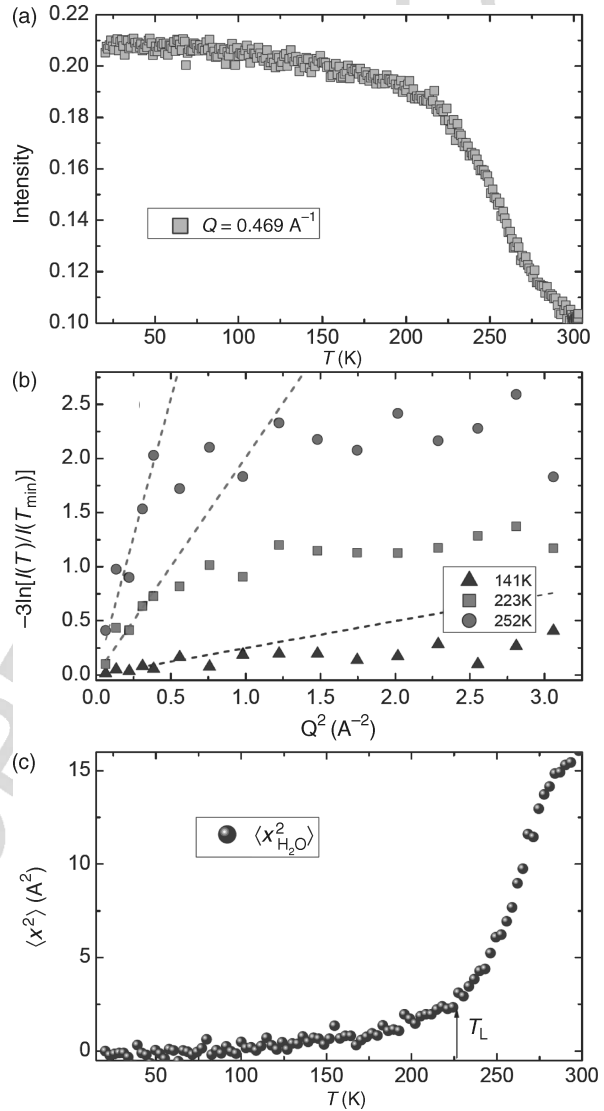 (a)
0.21
0.20
0.18
0.16
0.14
0.12
0.10
Intensity
Q = 0.469 A⁻¹
50
100
150
200
250
300
T (K)
(b)
2.5
2.0
1.5
1.0
0.5
0.0
−3ln[I(T)/I(Tmin)]
141K
223K
252K
0.0
0.5
1.0
1.5
2.0
2.5
3.0
Q² (A⁻²)
(c)
15
10
5
0
⟨x²⟩ (A²)
⟨x²H₂O⟩
TL
50
100
150
200
250
300
T (K)